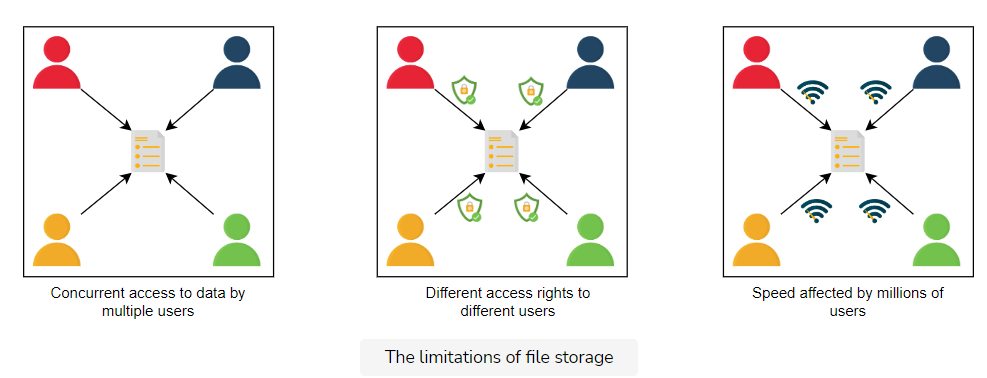 Concurrent access to data by
multiple users
Different access rights to
different users
Speed affected by millions of
users
The limitations of file storage